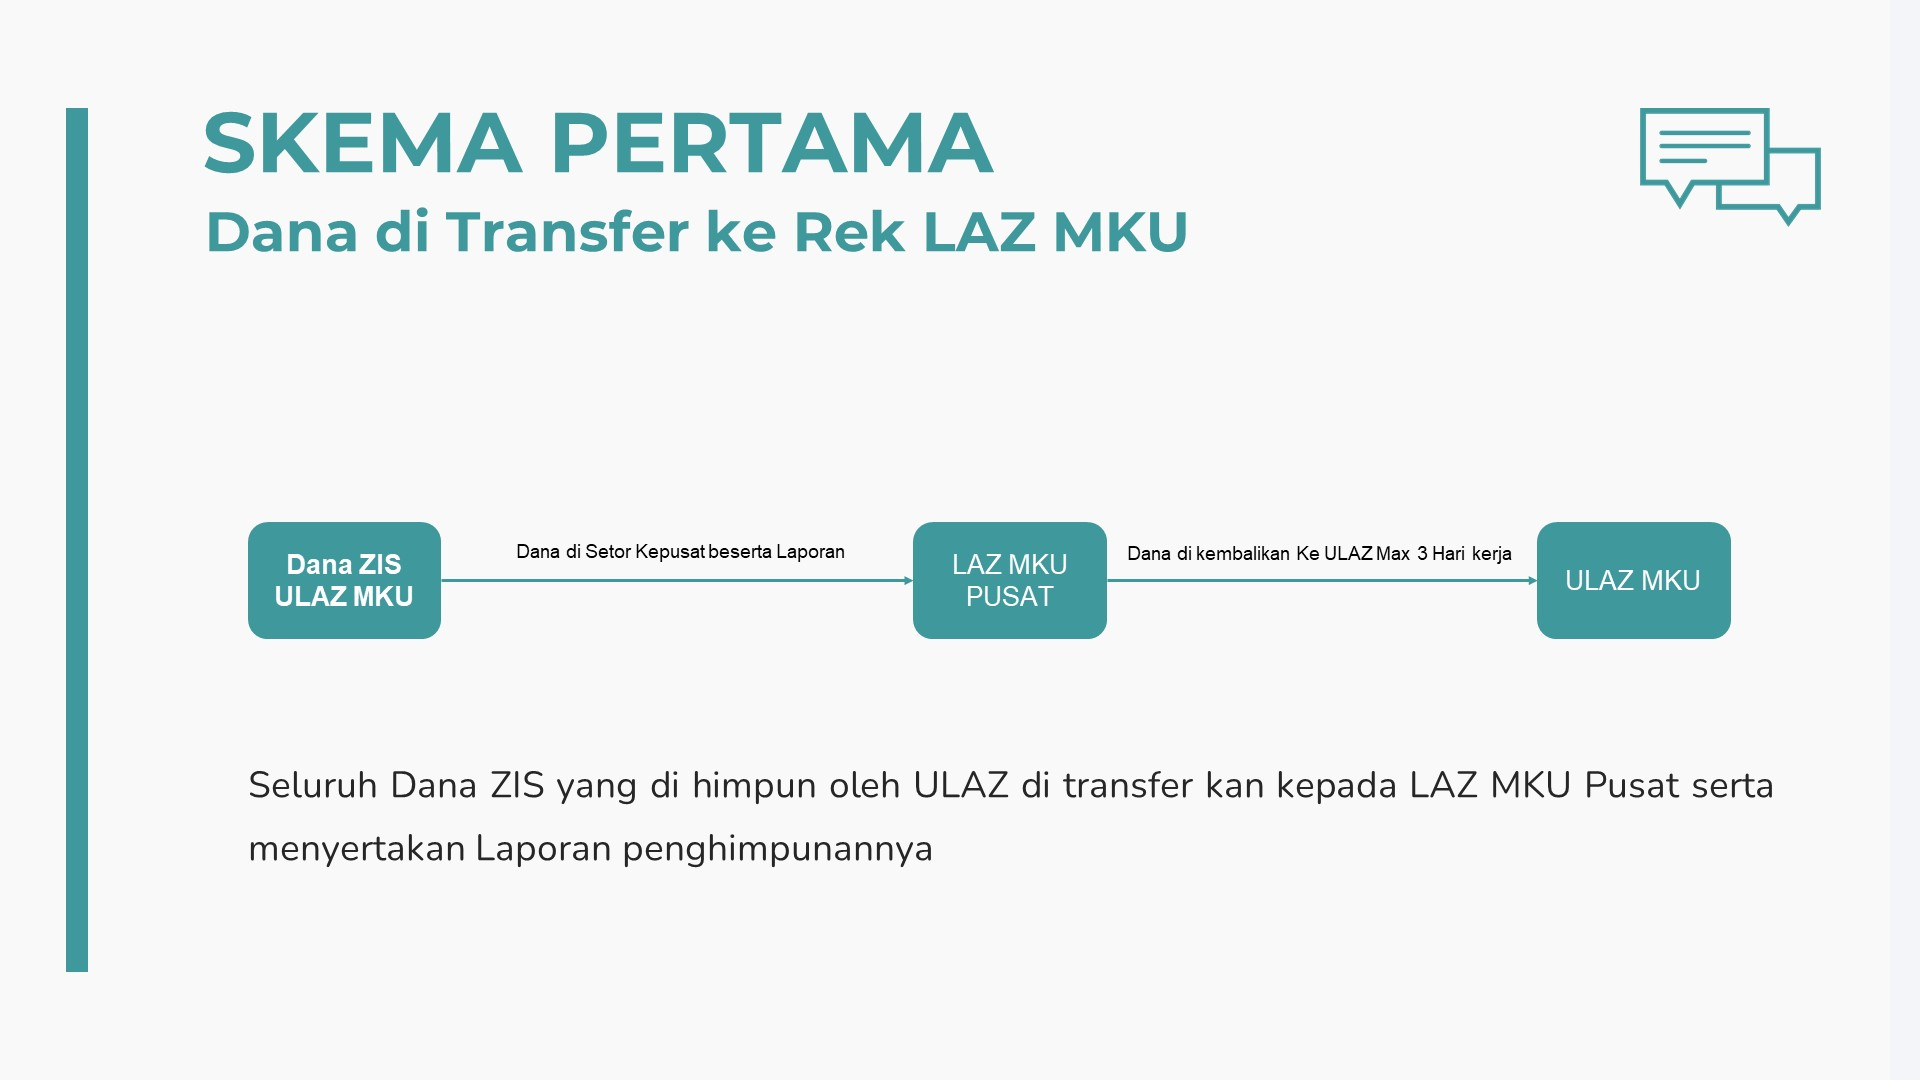 SKEMA PERTAMA
Dana di Transfer ke Rek LAZ MKU
Dana ZIS
ULAZ MKU
Dana di Setor Kepusat beserta Laporan
LAZ MKU
PUSAT
Dana di kembalikan Ke ULAZ Max 3 Hari kerja
ULAZ MKU
Seluruh Dana ZIS yang di himpun oleh ULAZ di transfer kan kepada LAZ MKU Pusat serta
menyertakan Laporan penghimpunannya